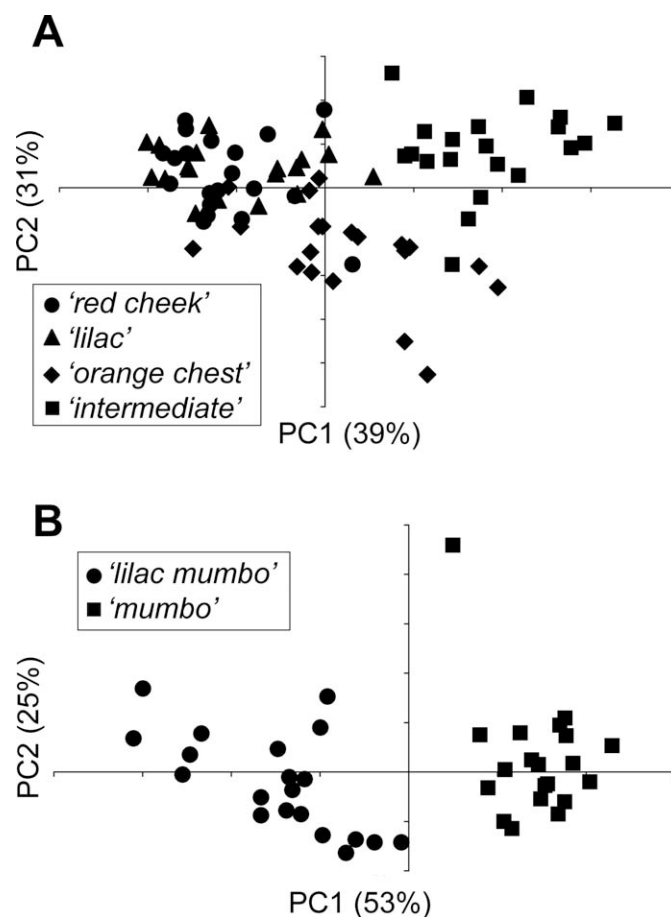 A
PC2 (31%)
'red cheek'
'lilac'
'orange chest'
'intermediate'
PC1 (39%)
B
'lilac mumbo'
'mumbo'
PC2 (25%)
PC1 (53%)